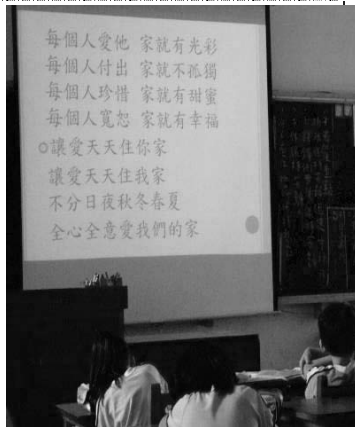 每個人愛他 家就有光彩
每個人付出 家就不孤獨
每個人珍惜 家就有甜蜜
每個人寬恕 家就有幸福
◎讓愛天天住你家
讓愛天天住我家
不分日夜秋冬春夏
全心全意愛我們的家